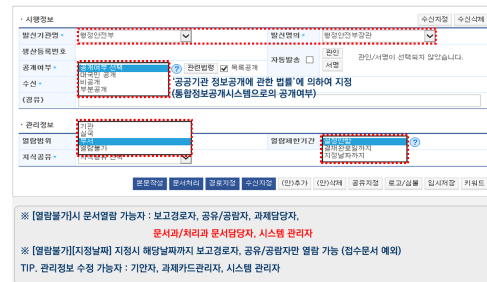 · 시행정보
수신지정 수신삭제
발신기관명 * 행정안전부 발신명의 * 행정안전부장관
생산등록번호
자동발송 관인 서명 관인/서명이 선택되지 않았습니다.
공개여부 * 공개여부 선택 ? 관련법령 목록공개
대국민 공개
비공개
부분공개
수신 * '공공기관 정보공개에 관한 법률'에 의하여 지정
(경유) (통합정보공개시스템으로의 공개여부)
· 관리정보
기관
실국
열람범위 부서 열람제한기간 설정안함 ?
열람불가 결재완료일까지
지식공유 * 지정날짜까지
본문작성 문서처리 경로지정 수신지정 (안)추가 (안)삭제 공유지정 로고/심볼 임시저장 키워드
※ [열람불가]시 문서열람 가능자 : 보고경로자, 공유/공람자, 과제담당자,
문서과/처리과 문서담당자, 시스템 관리자
※ [열람불가][지정날짜] 지정시 해당날짜까지 보고경로자, 공유/공람자만 열람 가능 (접수문서 예외)
TIP. 관리정보 수정 가능자 : 기안자, 과제카드관리자, 시스템 관리자